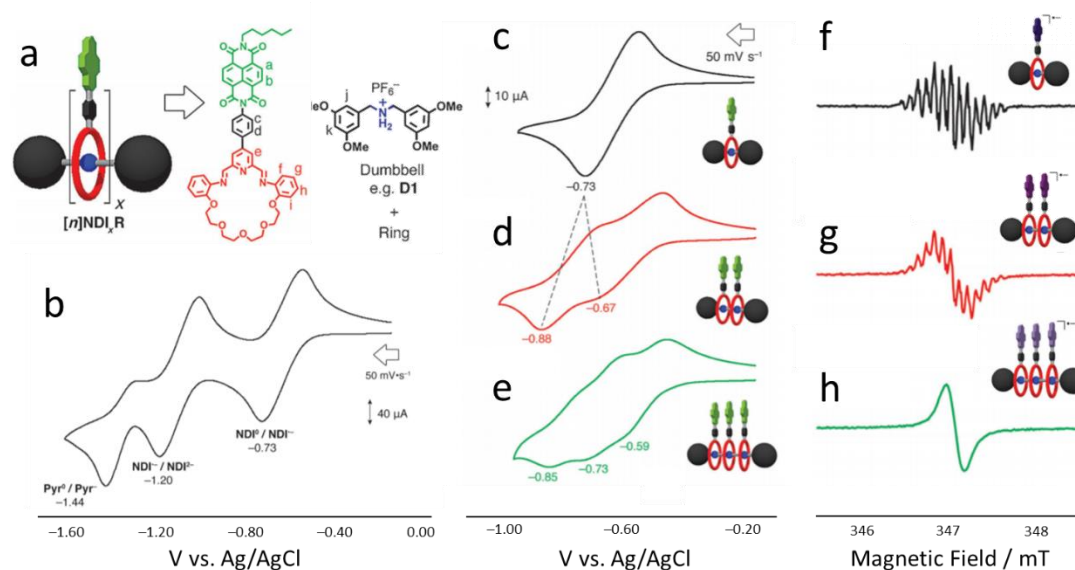 a
[n]NDIxR
x
O
N
O
a
b
O
N
O
c
d
e
N
N
N
f
g
h
i
O
O
O
O
O
PF6–
MeO
j
N
+
H2
OMe
k
OMe
OMe
Dumbbell
e.g. D1
+
Ring
b
50 mV•s–1
40 µA
NDI0 / NDI•–
–0.73
NDI•– / NDI2–
–1.20
Pyr0 / Pyr–
–1.44
–1.60
–1.20
–0.80
–0.40
0.00
V vs. Ag/AgCl
c
50 mV s–1
10 µA
–0.73
d
–0.67
–0.88
e
–0.59
–0.73
–0.85
–1.00
–0.60
–0.20
V vs. Ag/AgCl
f
•–
g
•–
h
•–
346
347
348
Magnetic Field / mT